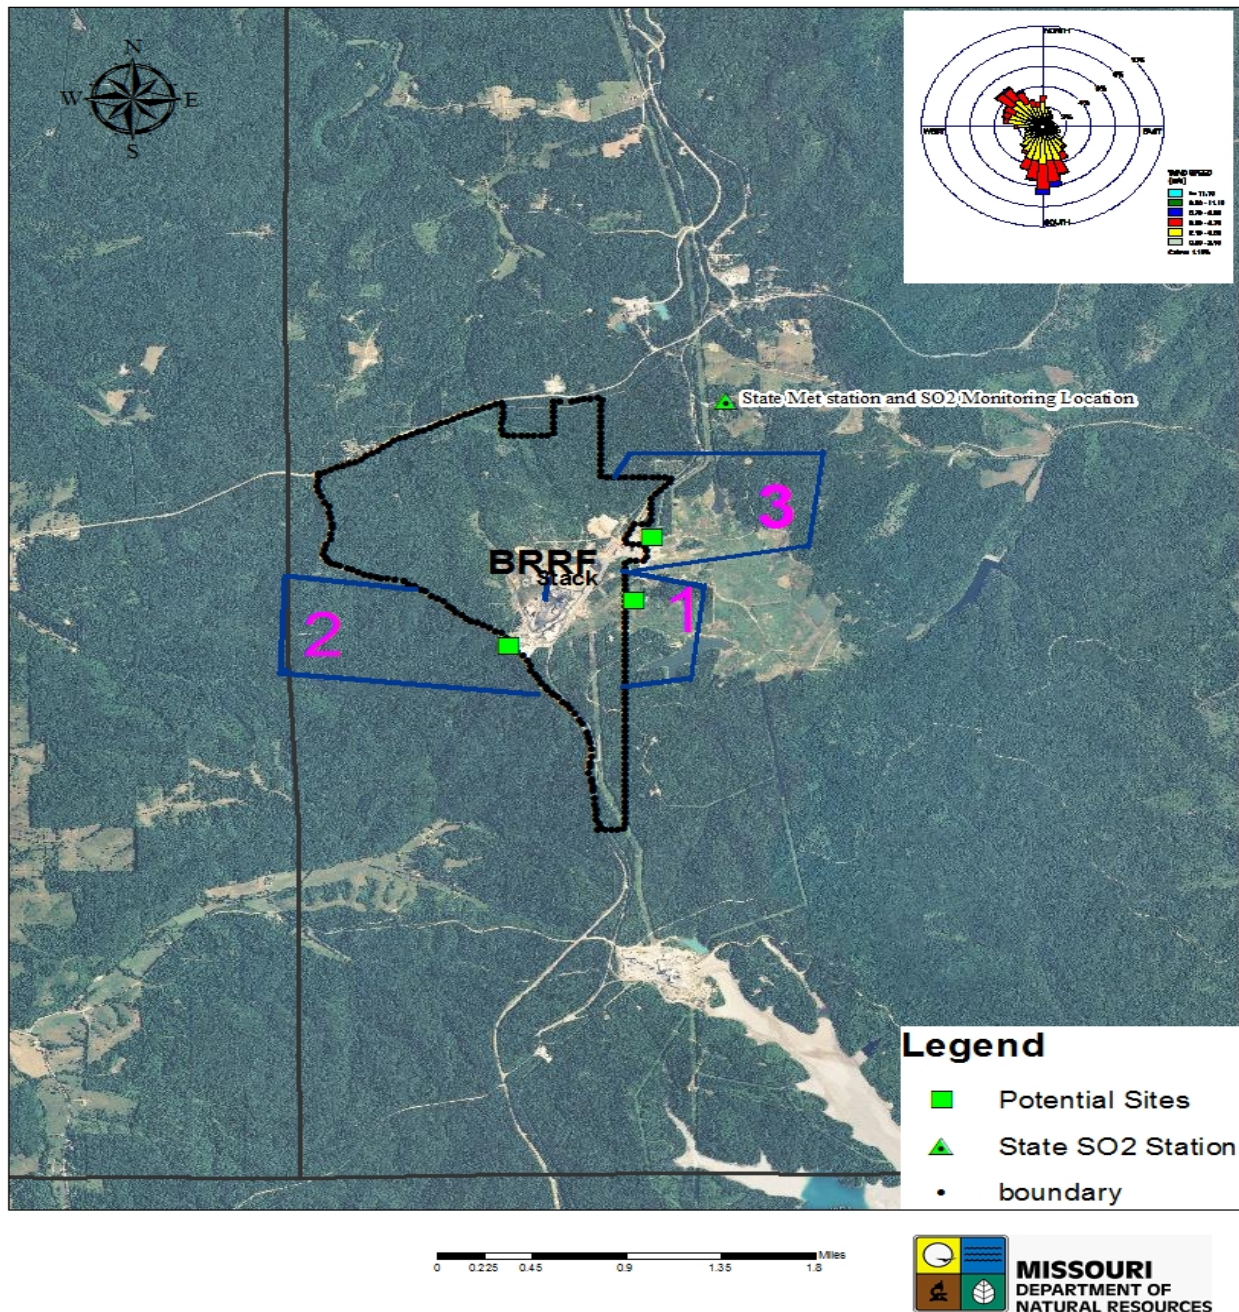 N
W E
S
NORTH
WEST EAST
SOUTH
WIND SPEED
(m/s)
State Met station and SO2 Monitoring Location
3
BRRF
Stack
1
2
Legend
Potential Sites
State SO2 Station
boundary
Miles
0 0.225 0.45 0.9 1.35 1.8
MISSOURI
DEPARTMENT OF
NATURAL RESOURCES